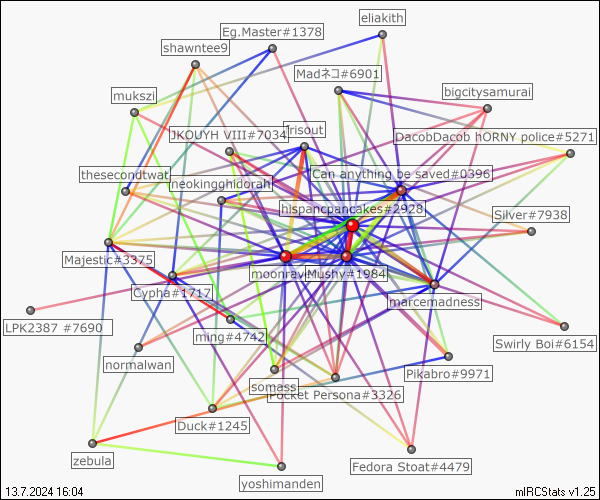 eliakith
Eg.Master#1378
shawntee9
Madネコ#6901
bigcitysamurai
mukszi
JKOUYH VIII#7034
risout
DacobDacob hORNY police#5271
thesecondtwat
Can anything be saved#0396
neokingghidorah
hispancpancakes#2928
Silver#7938
Majestic#3375
moonray
Mushy#1984
Cypha#1717
marcemadness
LPK2387 #7690
ming#4742
Swirly Boi#6154
normalwan
Pikabro#9971
somass
Pocket Persona#3326
Duck#1245
zebula
Fedora Stoat#4479
yoshimanden
13.7.2024 16:04
mIRCStats v1.25